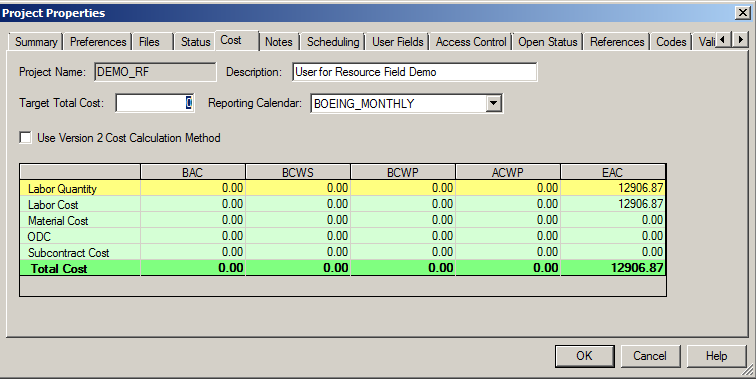 Project Properties
Summary Preferences Files Status Cost Notes Scheduling User Fields Access Control Open Status References Codes Vali
Project Name: DEMO_RF Description: User for Resource Field Demo
Target Total Cost: 0 Reporting Calendar: BOEING_MONTHLY
Use Version 2 Cost Calculation Method
BAC BCWS BCWP ACWP EAC
Labor Quantity 0.00 0.00 0.00 0.00 12906.87
Labor Cost 0.00 0.00 0.00 0.00 12906.87
Material Cost 0.00 0.00 0.00 0.00 0.00
ODC 0.00 0.00 0.00 0.00 0.00
Subcontract Cost 0.00 0.00 0.00 0.00 0.00
Total Cost 0.00 0.00 0.00 0.00 12906.87
OK Cancel Help